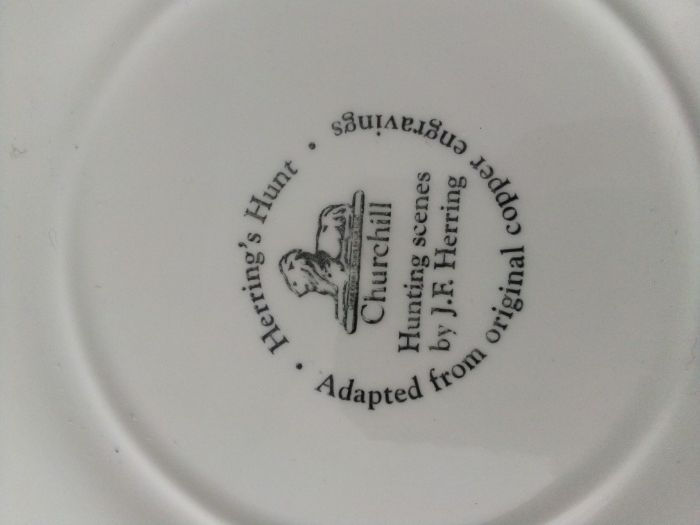 • Herring's Hunt •
Churchill
Hunting scenes
by J.F. Herring
Adapted from original copper engravings